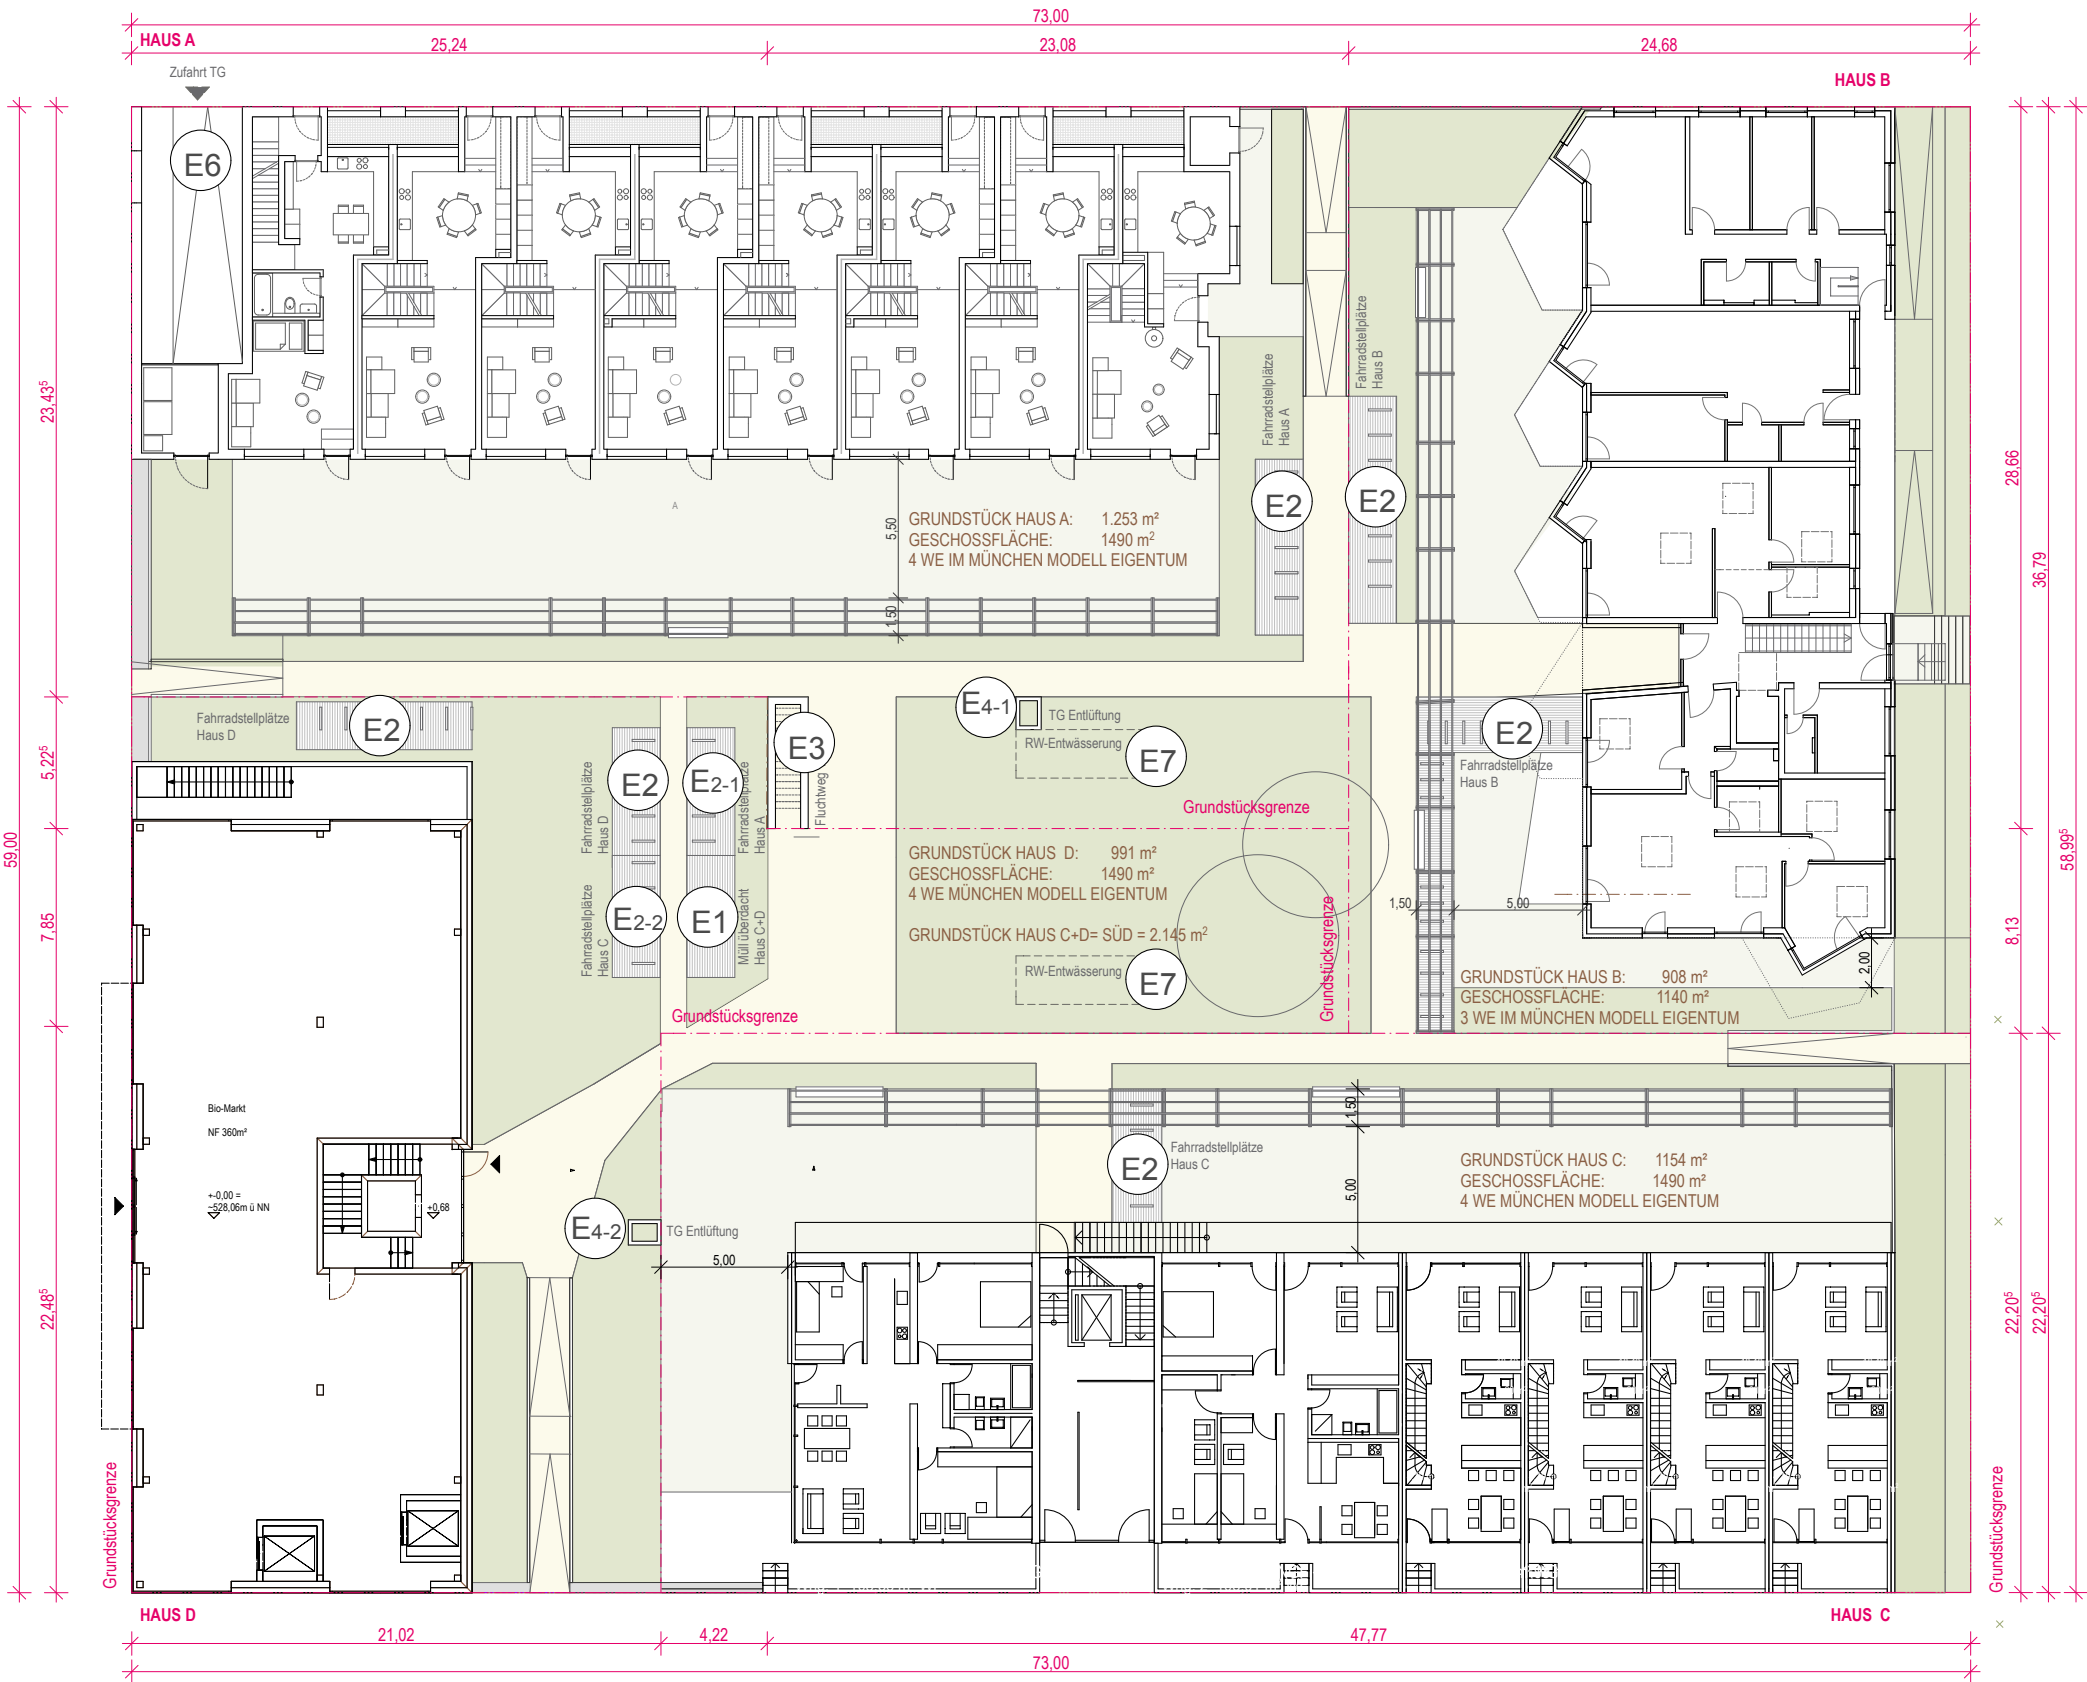 73,00
HAUS A
25,24
23,08
24,68
Zufahrt TG
HAUS B
E6
Fahrradstellplätze
Haus B
Fahrradstellplätze
Haus A
23,43⁵
28,66
E2
E2
GRUNDSTÜCK HAUS A: 1.253 m²
GESCHOSSFLÄCHE: 1490 m²
4 WE IM MÜNCHEN MODELL EIGENTUM
A
5,50
1,50
36,79
Fahrradstellplätze
Haus D
E2
E4-1
TG Entlüftung
RW-Entwässerung
E7
E3
Fluchtweg
E2
Fahrradstellplätze
Haus B
5,22⁵
E2
E2-1
Fahrradstellplätze
Haus D
Fahrradstellplätze
Haus A
Grundstücksgrenze
59,00
58,99⁵
GRUNDSTÜCK HAUS D: 991 m²
GESCHOSSFLÄCHE: 1490 m²
4 WE MÜNCHEN MODELL EIGENTUM
GRUNDSTÜCK HAUS C+D= SÜD = 2.145 m²
7,85
E2-2
E1
Fahrradstellplätze
Haus C
Müll überdacht
Haus C+D
1,50
5,00
8,13
2,00
RW-Entwässerung
E7
Grundstücksgrenze
GRUNDSTÜCK HAUS B: 908 m²
GESCHOSSFLÄCHE: 1140 m²
3 WE IM MÜNCHEN MODELL EIGENTUM
Grundstücksgrenze
Bio-Markt
NF 360m²
1,50
Fahrradstellplätze
Haus C
E2
A
GRUNDSTÜCK HAUS C: 1154 m²
GESCHOSSFLÄCHE: 1490 m²
4 WE MÜNCHEN MODELL EIGENTUM
5,00
+-0,00 =
~528,06m ü NN
+0,68
E4-2
TG Entlüftung
5,00
22,48⁵
22,20⁵
22,20⁵
Grundstücksgrenze
Grundstücksgrenze
HAUS D
HAUS C
21,02
4,22
47,77
73,00